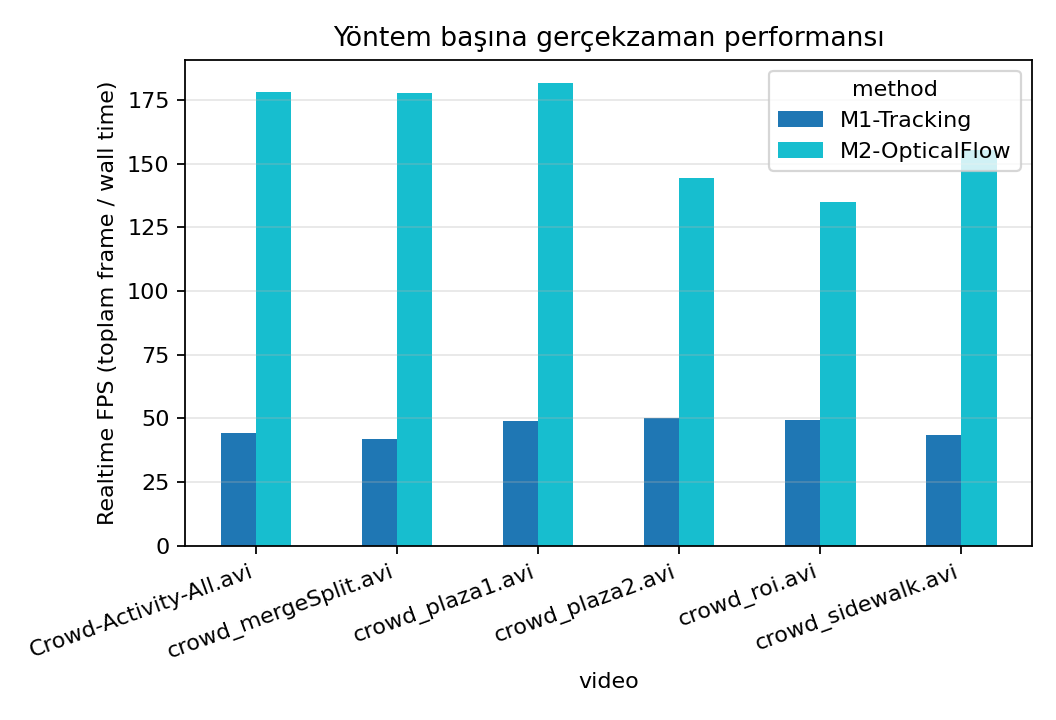 Yöntem başına gerçekzaman performansı
Realtime FPS (toplam frame / wall time)
175
150
125
100
75
50
25
0
method
M1-Tracking
M2-OpticalFlow
Crowd-Activity-All.avi
crowd_mergeSplit.avi
crowd_plaza1.avi
crowd_plaza2.avi
crowd_roi.avi
crowd_sidewalk.avi
video